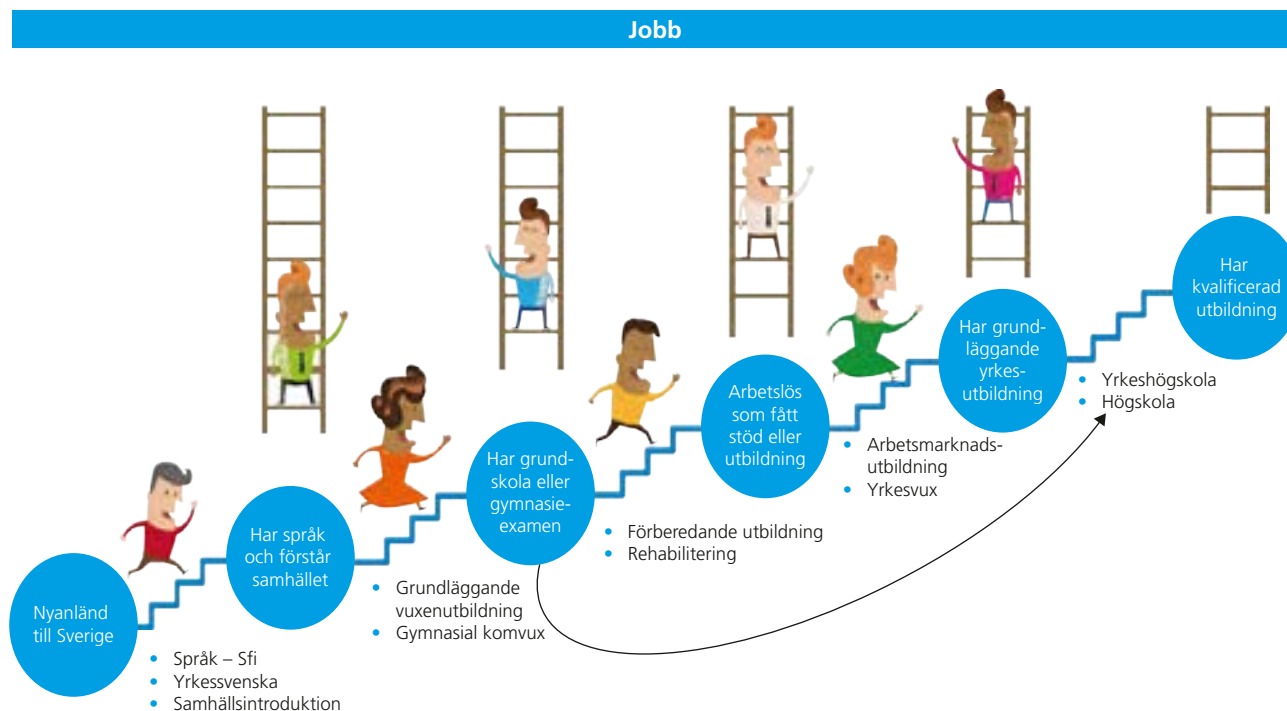 Jobb
Nyanländ
till Sverige
• Språk – Sfi
• Yrkessvenska
• Samhällsintroduktion
Har språk
och förstår
samhället
• Grundläggande
vuxenutbildning
• Gymnasial komvux
Har grund-
skola eller
gymnasie-
examen
• Förberedande utbildning
• Rehabilitering
Arbetslös
som fått
stöd eller
utbildning
• Arbetsmarknads-
utbildning
• Yrkesvux
Har grund-
läggande
yrkes-
utbildning
• Yrkeshögskola
• Högskola
Har
kvalificerad
utbildning